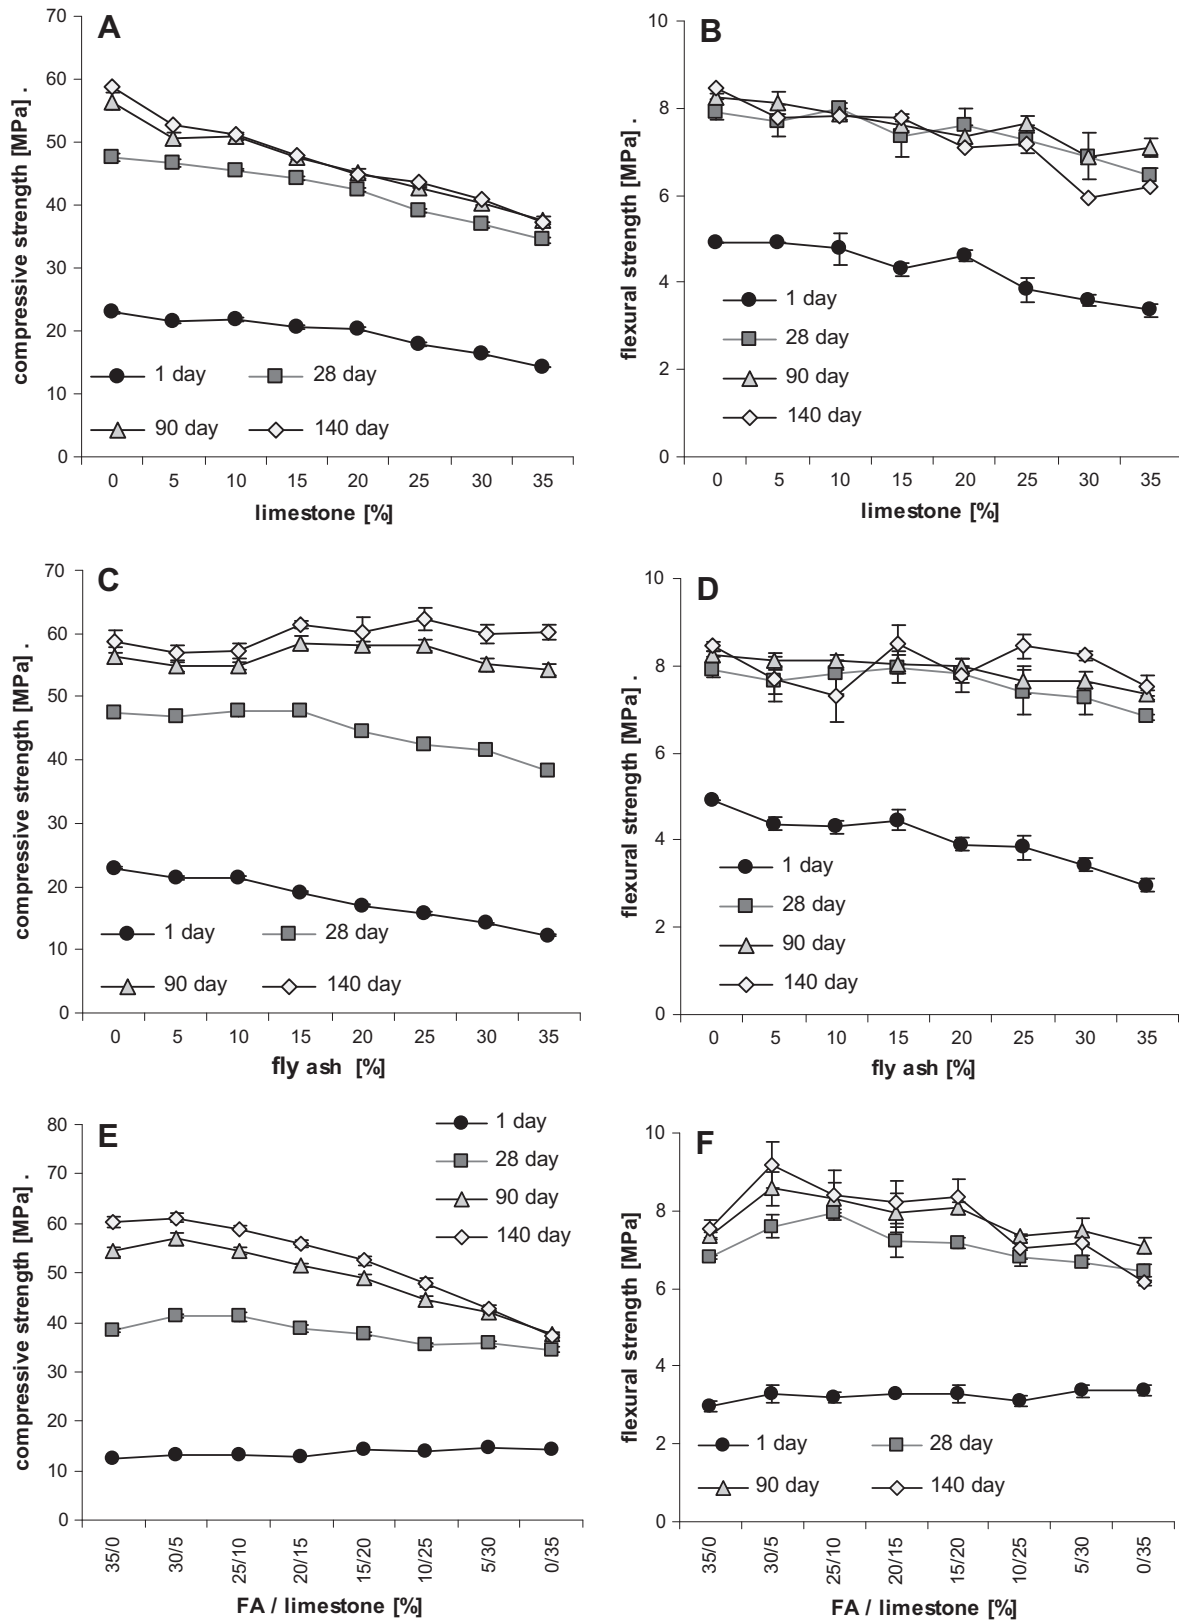 A
compressive strength [MPa] .
70
60
50
40
30
20
10
0
1 day
28 day
90 day
140 day
0 5 10 15 20 25 30 35
limestone [%]
B
flexural strength [MPa] .
10
8
6
4
2
0
1 day
28 day
90 day
140 day
0 5 10 15 20 25 30 35
limestone [%]
C
compressive strength [MPa] .
70
60
50
40
30
20
10
0
1 day
28 day
90 day
140 day
0 5 10 15 20 25 30 35
fly ash [%]
D
flexural strength [MPa] .
10
8
6
4
2
0
1 day
28 day
90 day
140 day
0 5 10 15 20 25 30 35
fly ash [%]
E
compressive strength [MPa] .
80
70
60
50
40
30
20
10
0
1 day
28 day
90 day
140 day
35/0 30/5 25/10 20/15 15/20 10/25 5/30 0/35
FA / limestone [%]
F
flexural strength [MPa]
10
8
6
4
2
0
1 day
28 day
90 day
140 day
35/0 30/5 25/10 20/15 15/20 10/25 5/30 0/35
FA / limestone [%]